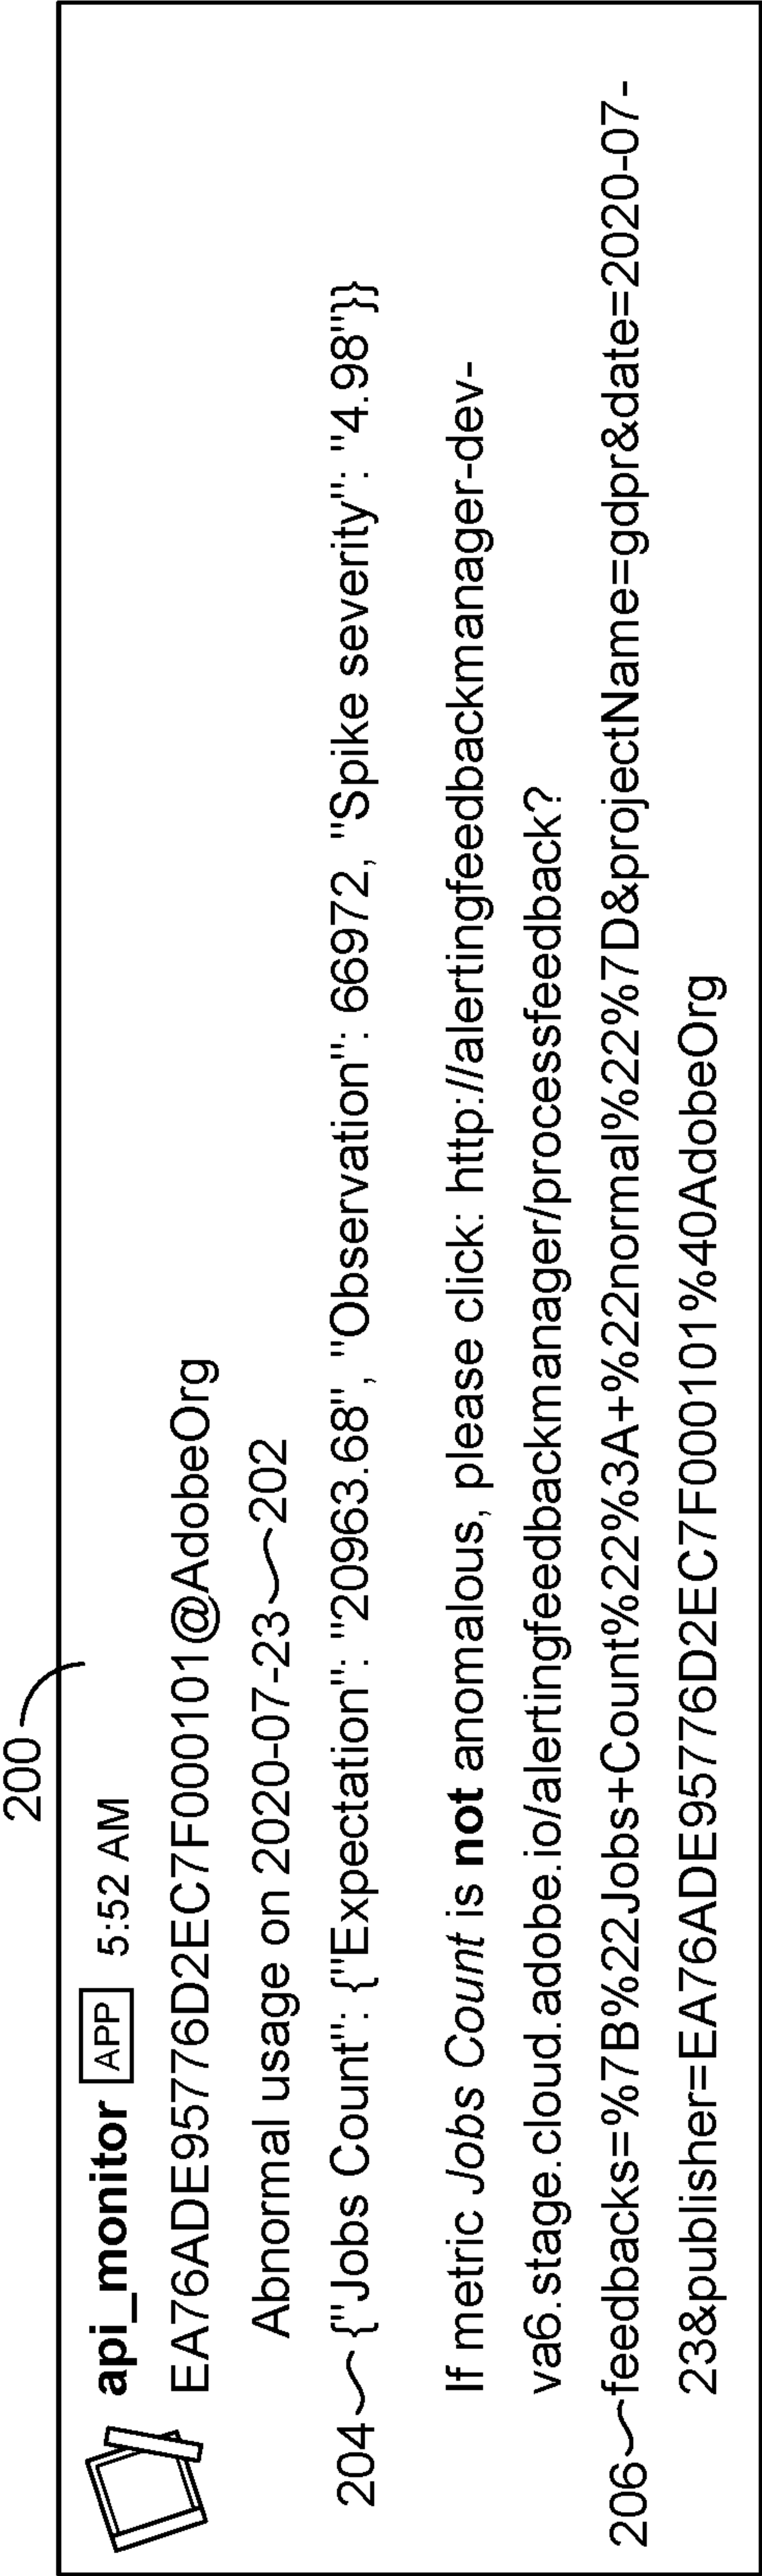 200
api_monitor APP 5:52 AM
EA76ADE95776D2EC7F000101@AdobeOrg
Abnormal usage on 2020-07-23 202
204 {"Jobs Count": {"Expectation": "20963.68", "Observation": 66972, "Spike severity": "4.98"}}
If metric Jobs Count is not anomalous, please click: http://alertingfeedbackmanager-dev-
va6.stage.cloud.adobe.io/alertingfeedbackmanager/processfeedback?
206 feedbacks=%7B%22Jobs+Count%22%3A+%22normal%22%7D&projectName=gdpr&date=2020-07-
23&publisher=EA76ADE95776D2EC7F000101%40AdobeOrg